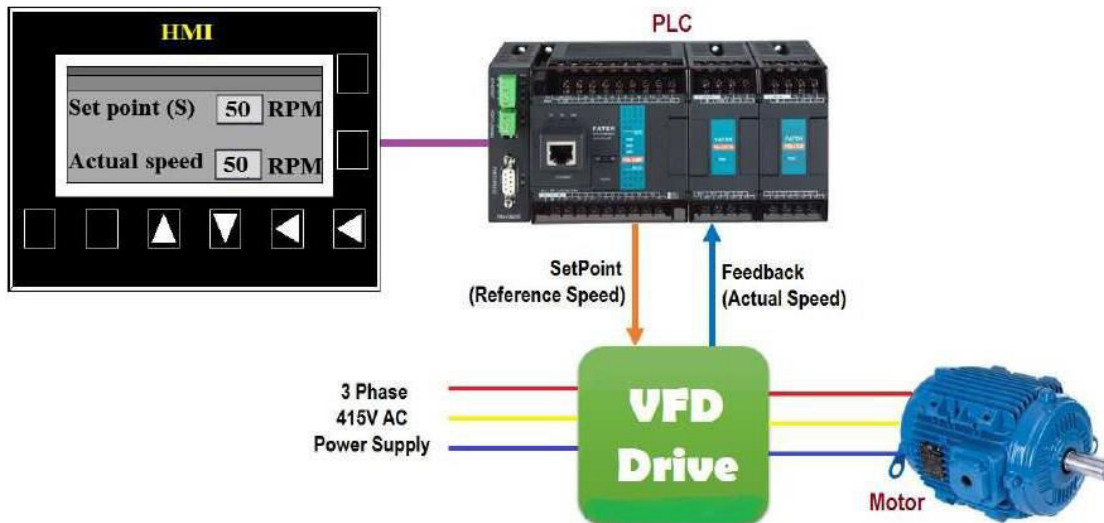 HMI
Set point (S) 50 RPM
Actual speed 50 RPM
PLC
FATEK
SetPoint
(Reference Speed)
Feedback
(Actual Speed)
3 Phase
415V AC
Power Supply
VFD
Drive
Motor